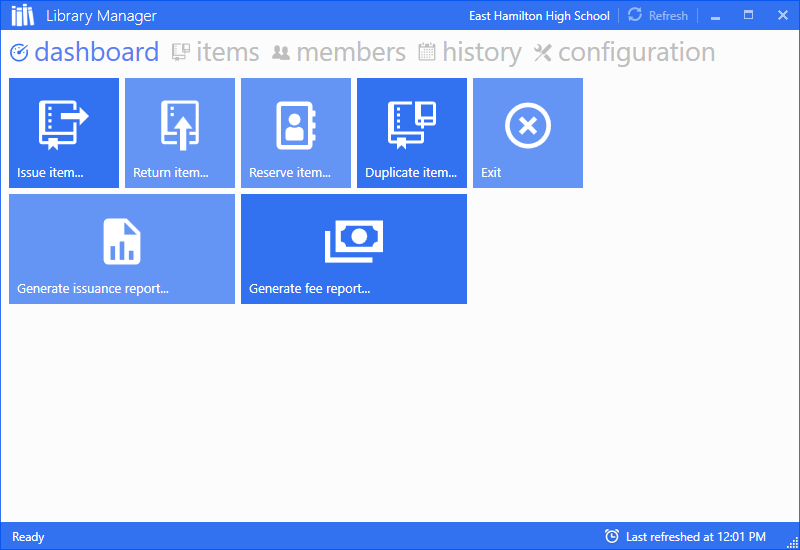 Library Manager
East Hamilton High School
Refresh
dashboard items members history configuration
Issue item...
Return item...
Reserve item...
Duplicate item...
Exit
Generate issuance report...
Generate fee report...
Ready
Last refreshed at 12:01 PM